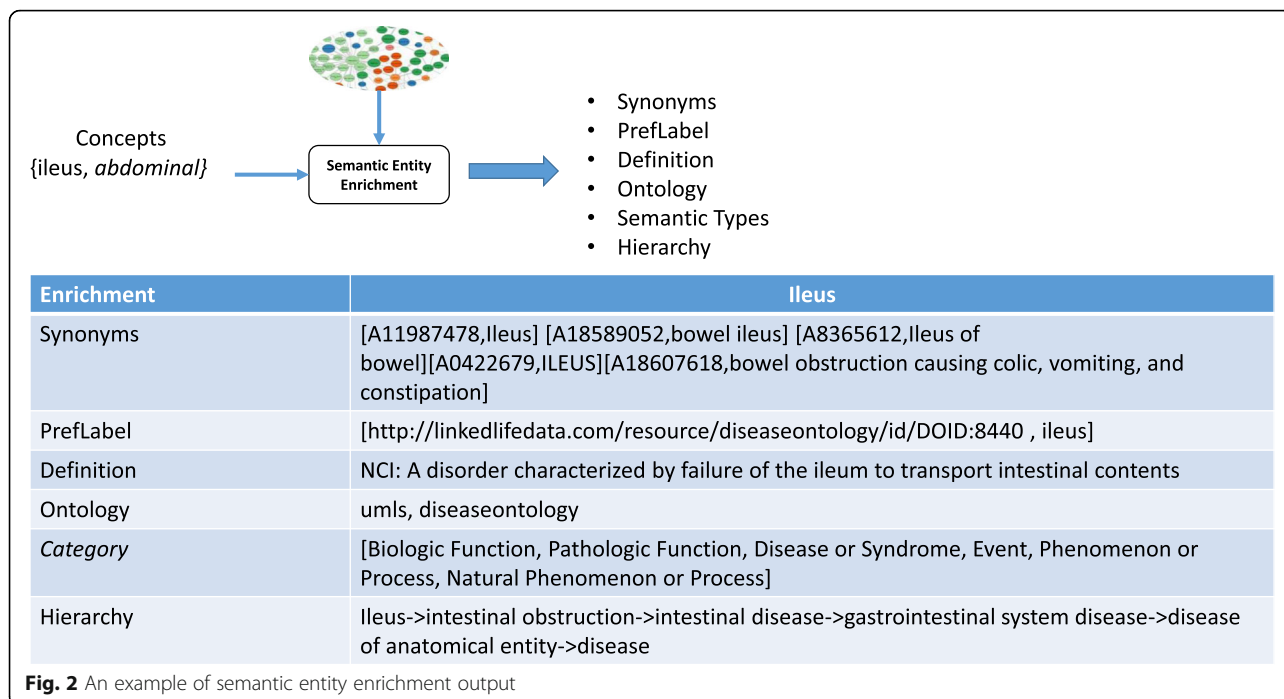 Concepts
{ileus, abdominal}
Semantic Entity
Enrichment
• Synonyms
• PrefLabel
• Definition
• Ontology
• Semantic Types
• Hierarchy
Enrichment Ileus
Synonyms [A11987478,Ileus] [A18589052,bowel ileus] [A8365612,Ileus of
bowel][A0422679,ILEUS][A18607618,bowel obstruction causing colic, vomiting, and
constipation]
PrefLabel [http://linkedlifedata.com/resource/diseaseontology/id/DOID:8440 , ileus]
Definition NCI: A disorder characterized by failure of the ileum to transport intestinal contents
Ontology umls, diseaseontology
Category [Biologic Function, Pathologic Function, Disease or Syndrome, Event, Phenomenon or
Process, Natural Phenomenon or Process]
Hierarchy Ileus->intestinal obstruction->intestinal disease->gastrointestinal system disease->disease
of anatomical entity->disease
Fig. 2 An example of semantic entity enrichment output